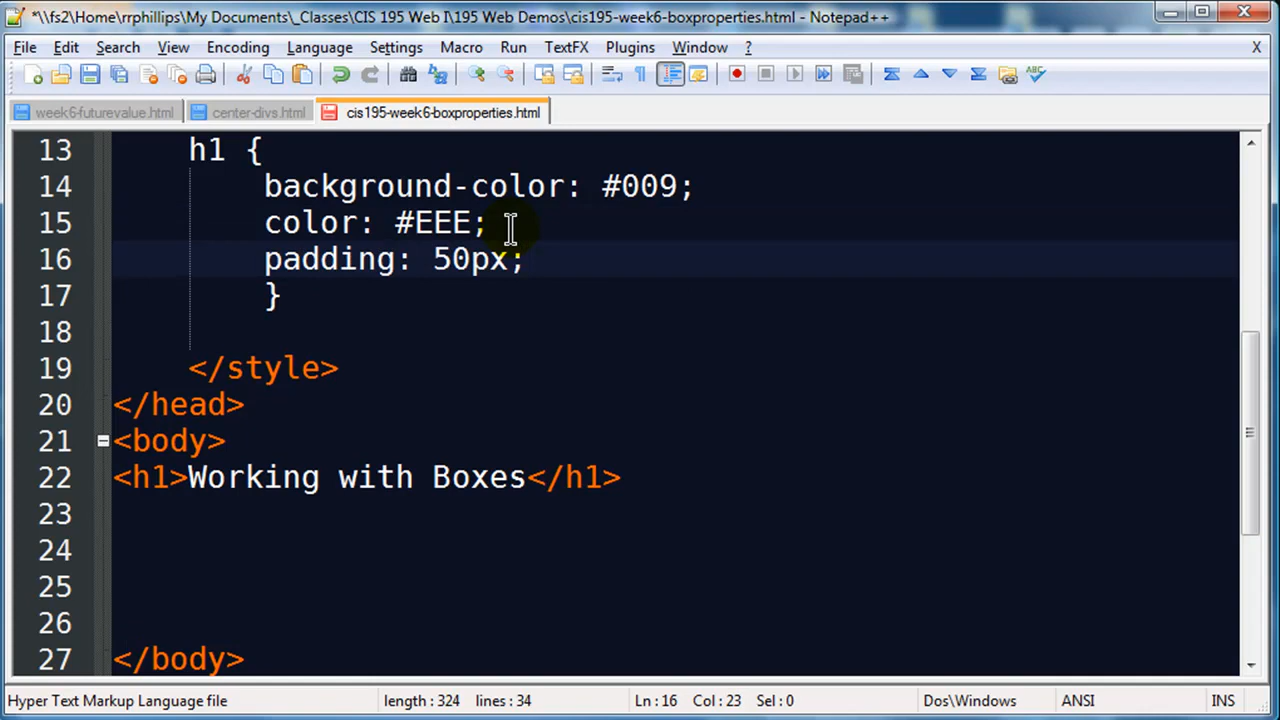 *\\fs2\Home\rrphillips\My Documents\_Classes\CIS 195 Web I\195 Web Demos\cis195-week6-boxproperties.html - Notepad++
File Edit Search View Encoding Language Settings Macro Run TextFX Plugins Window ? X
week6-futurevalue.html center-divs.html cis195-week6-boxproperties.html
13 h1 {
14 background-color: #009;
15 color: #EEE;
16 padding: 50px;
17 }
18
19 </style>
20 </head>
21 <body>
22 <h1>Working with Boxes</h1>
23
24
25
26
27 </body>
Hyper Text Markup Language file length : 324 lines : 34 Ln : 16 Col : 23 Sel : 0 Dos\Windows ANSI INS